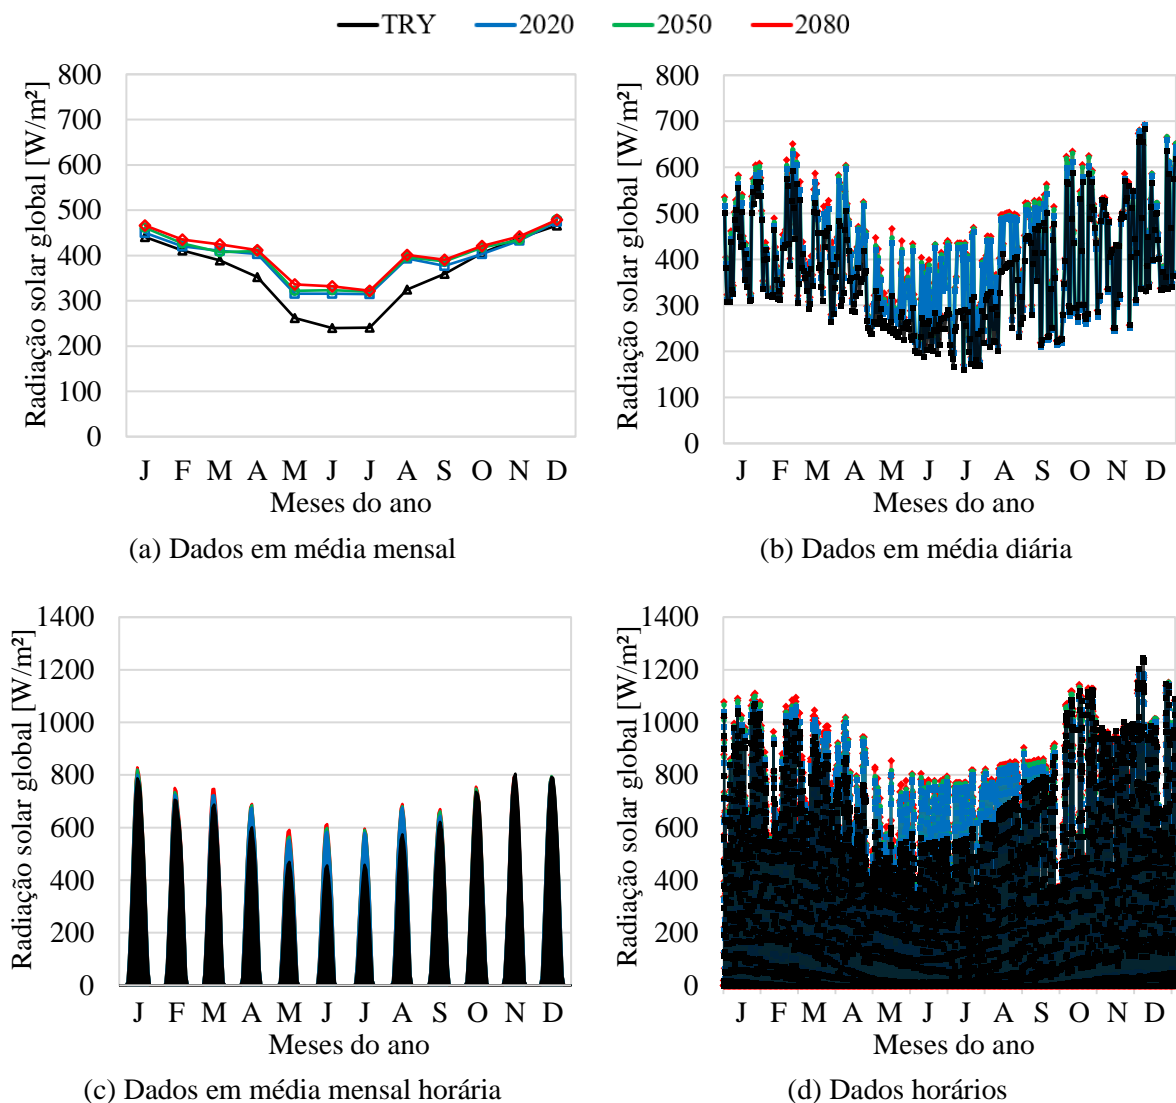 TRY 2020 2050 2080
Radiação solar global [W/m²]
800
700
600
500
400
300
200
100
0
J F M A M J J A S O N D
Meses do ano
(a) Dados em média mensal
Radiação solar global [W/m²]
800
700
600
500
400
300
200
100
0
J F M A M J J A S O N D
Meses do ano
(b) Dados em média diária
Radiação solar global [W/m²]
1400
1200
1000
800
600
400
200
0
J F M A M J J A S O N D
Meses do ano
(c) Dados em média mensal horária
Radiação solar global [W/m²]
1400
1200
1000
800
600
400
200
0
J F M A M J J A S O N D
Meses do ano
(d) Dados horários